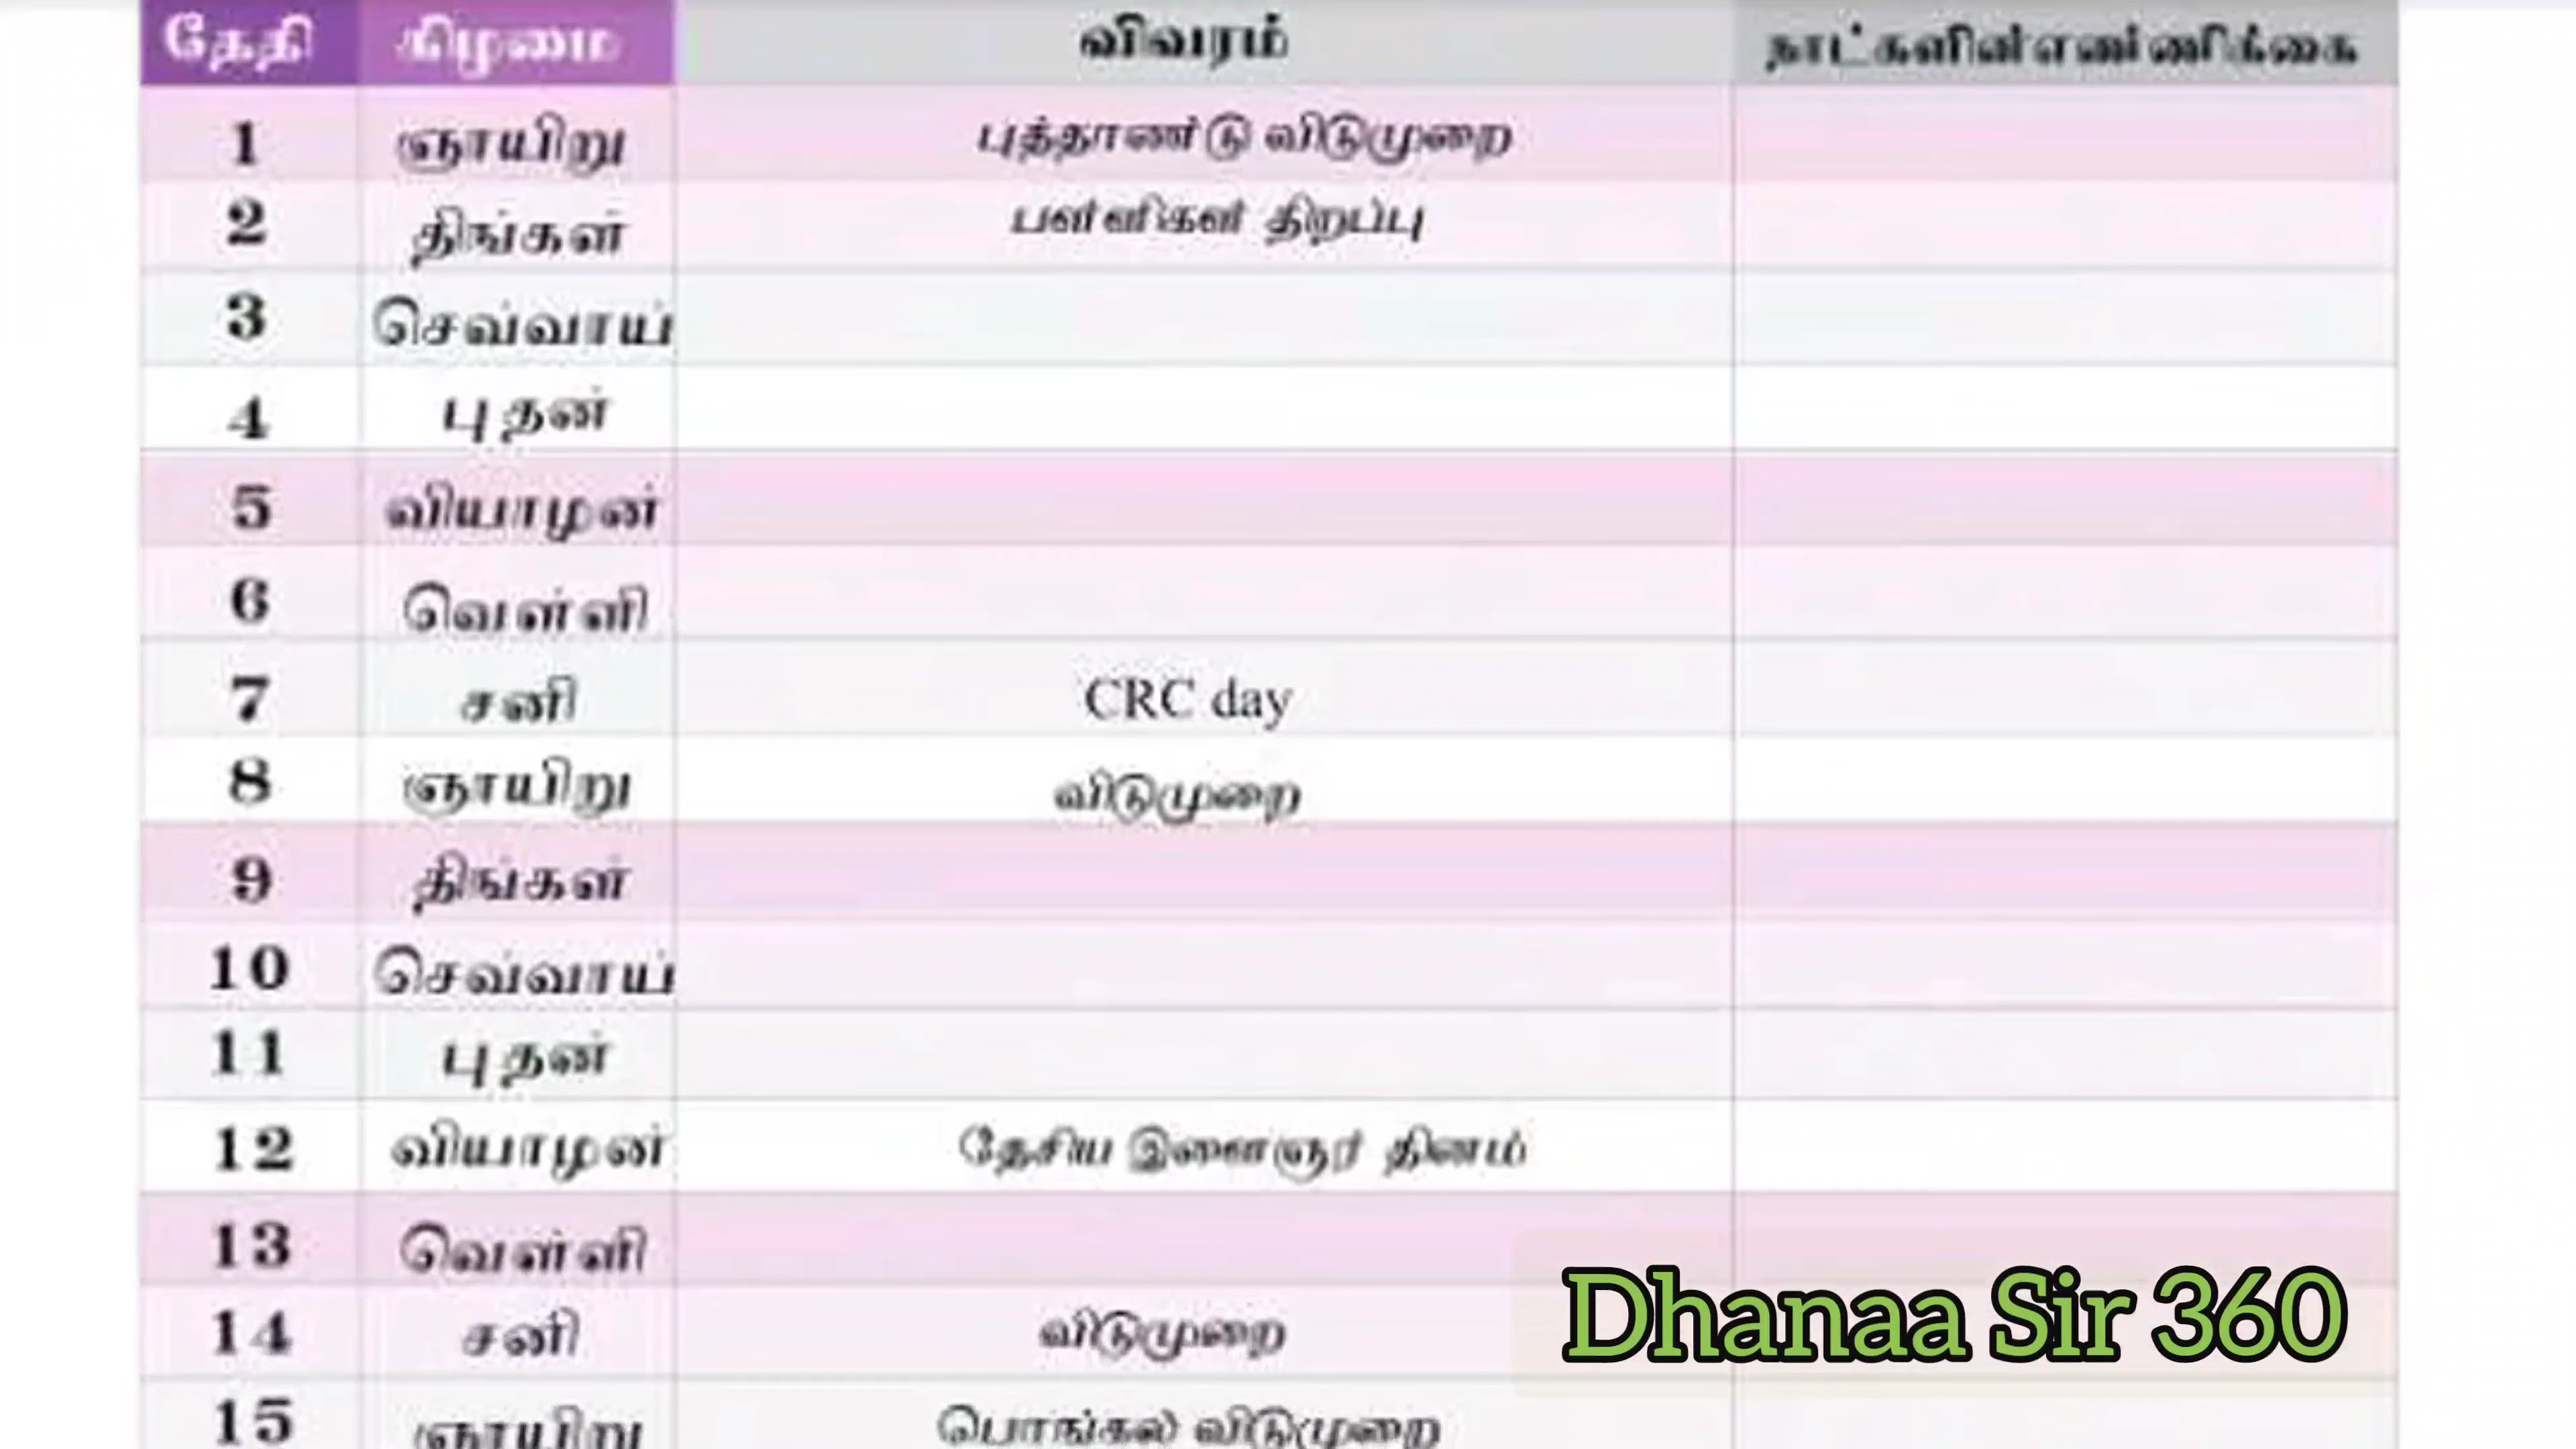 தேதி கிழமை விவரம் நாட்களின் எண்ணிக்கை
1 ஞாயிறு புத்தாண்டு விடுமுறை
2 திங்கள் பள்ளிகள் திறப்பு
3 செவ்வாய்
4 புதன்
5 வியாழன்
6 வெள்ளி
7 சனி CRC day
8 ஞாயிறு விடுமுறை
9 திங்கள்
10 செவ்வாய்
11 புதன்
12 வியாழன் தேசிய இளைஞர் தினம்
13 வெள்ளி
14 சனி விடுமுறை
15 ஞாயிறு பொங்கல் விடுமுறை
Dhanaa Sir 360